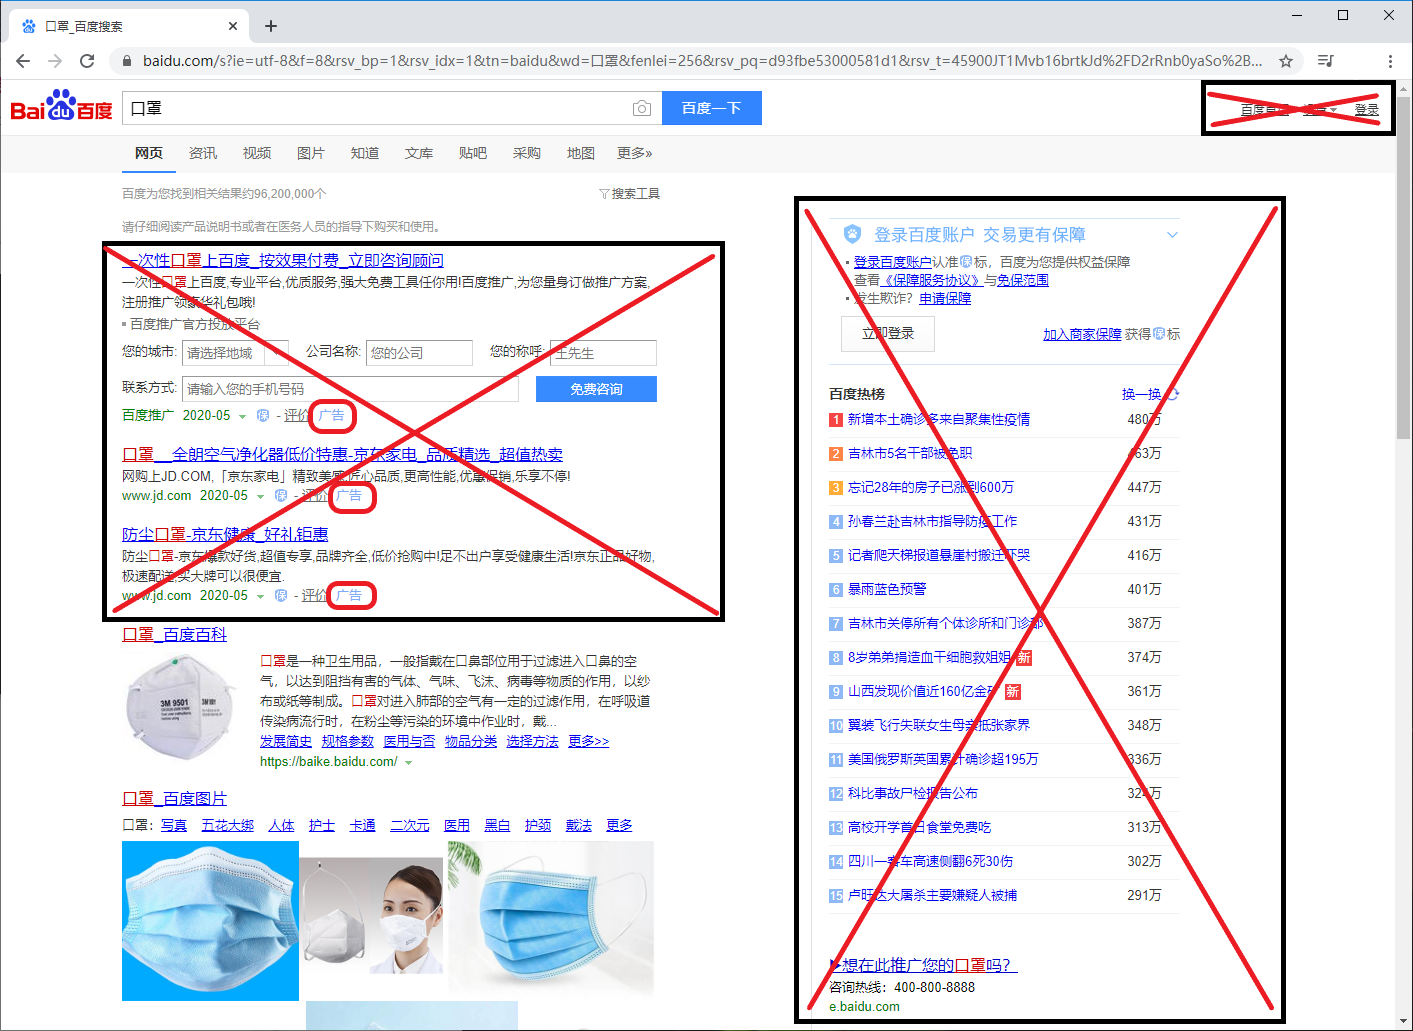 口罩_百度搜索
baidu.com/s?ie=utf-8&f=8&rsv_bp=1&rsv_idx=1&tn=baidu&wd=口罩&fenlei=256&rsv_pq=d93fbe53000581d1&rsv_t=45900JT1Mvb16brtkJd%2FD2rRnb0yaSo%2B...
Bai du 百度 口罩 百度一下
百度首页 登录
网页 资讯 视频 图片 知道 文库 贴吧 采购 地图 更多»
百度为您找到相关结果约96,200,000个 搜索工具
请仔细阅读产品说明书或者在医务人员的指导下购买和使用。
一次性口罩上百度_按效果付费_立即咨询顾问
一次性口罩上百度,专业平台,优质服务,强大免费工具任你用!百度推广,为您量身订做推广方案,
注册推广领豪华礼包哦!
百度推广官方投放平台
您的城市: 请选择地域 公司名称: 您的公司 您的称呼: 王先生
联系方式: 请输入您的手机号码 免费咨询
百度推广 2020-05 保 - 评价 广告
口罩__全朗空气净化器低价特惠-京东家电_品质精选_超值热卖
网购上JD.COM,「京东家电」精致美感,匠心品质,更高性能,优惠促销,乐享不停!
www.jd.com 2020-05 保 - 评价 广告
防尘口罩-京东健康_好礼钜惠
防尘口罩-京东爆款好货,超值专享,品牌齐全,低价抢购中!足不出户享受健康生活!京东正品好物,
极速配送,买大牌可以很便宜.
www.jd.com 2020-05 保 - 评价 广告
口罩_百度百科
3M 9501
口罩是一种卫生用品，一般指戴在口鼻部位用于过滤进入口鼻的空
气，以达到阻挡有害的气体、气味、飞沫、病毒等物质的作用，以纱
布或纸等制成。口罩对进入肺部的空气有一定的过滤作用，在呼吸道
传染病流行时，在粉尘等污染的环境中作业时，戴...
发展简史 规格参数 医用与否 物品分类 选择方法 更多>>
https://baike.baidu.com/
口罩_百度图片
口罩： 写真 五花大绑 人体 护士 卡通 二次元 医用 黑白 护颈 戴法 更多
登录百度账户 交易更有保障
登录百度账户认准保标，百度为您提供权益保障
查看《保障服务协议》与免保范围
发生欺诈？申请保障
立即登录 加入商家保障 获得保标
百度热榜 换一换
1 新增本土确诊多来自聚集性疫情 480万
2 吉林市5名干部被免职 463万
3 忘记28年的房子已涨到600万 447万
4 孙春兰赴吉林市指导防疫工作 431万
5 记者爬天梯报道悬崖村搬迁吓哭 416万
6 暴雨蓝色预警 401万
7 吉林市关停所有个体诊所和门诊部 387万
8 8岁弟弟捐造血干细胞救姐姐 新 374万
9 山西发现价值近160亿金矿 新 361万
10 翼装飞行失联女生母亲抵张家界 348万
11 美国俄罗斯英国累计确诊超195万 336万
12 科比事故尸检报告公布 324万
13 高校开学首日食堂免费吃 313万
14 四川一客车高速侧翻6死30伤 302万
15 卢旺达大屠杀主要嫌疑人被捕 291万
想在此推广您的口罩吗？
咨询热线：400-800-8888
e.baidu.com